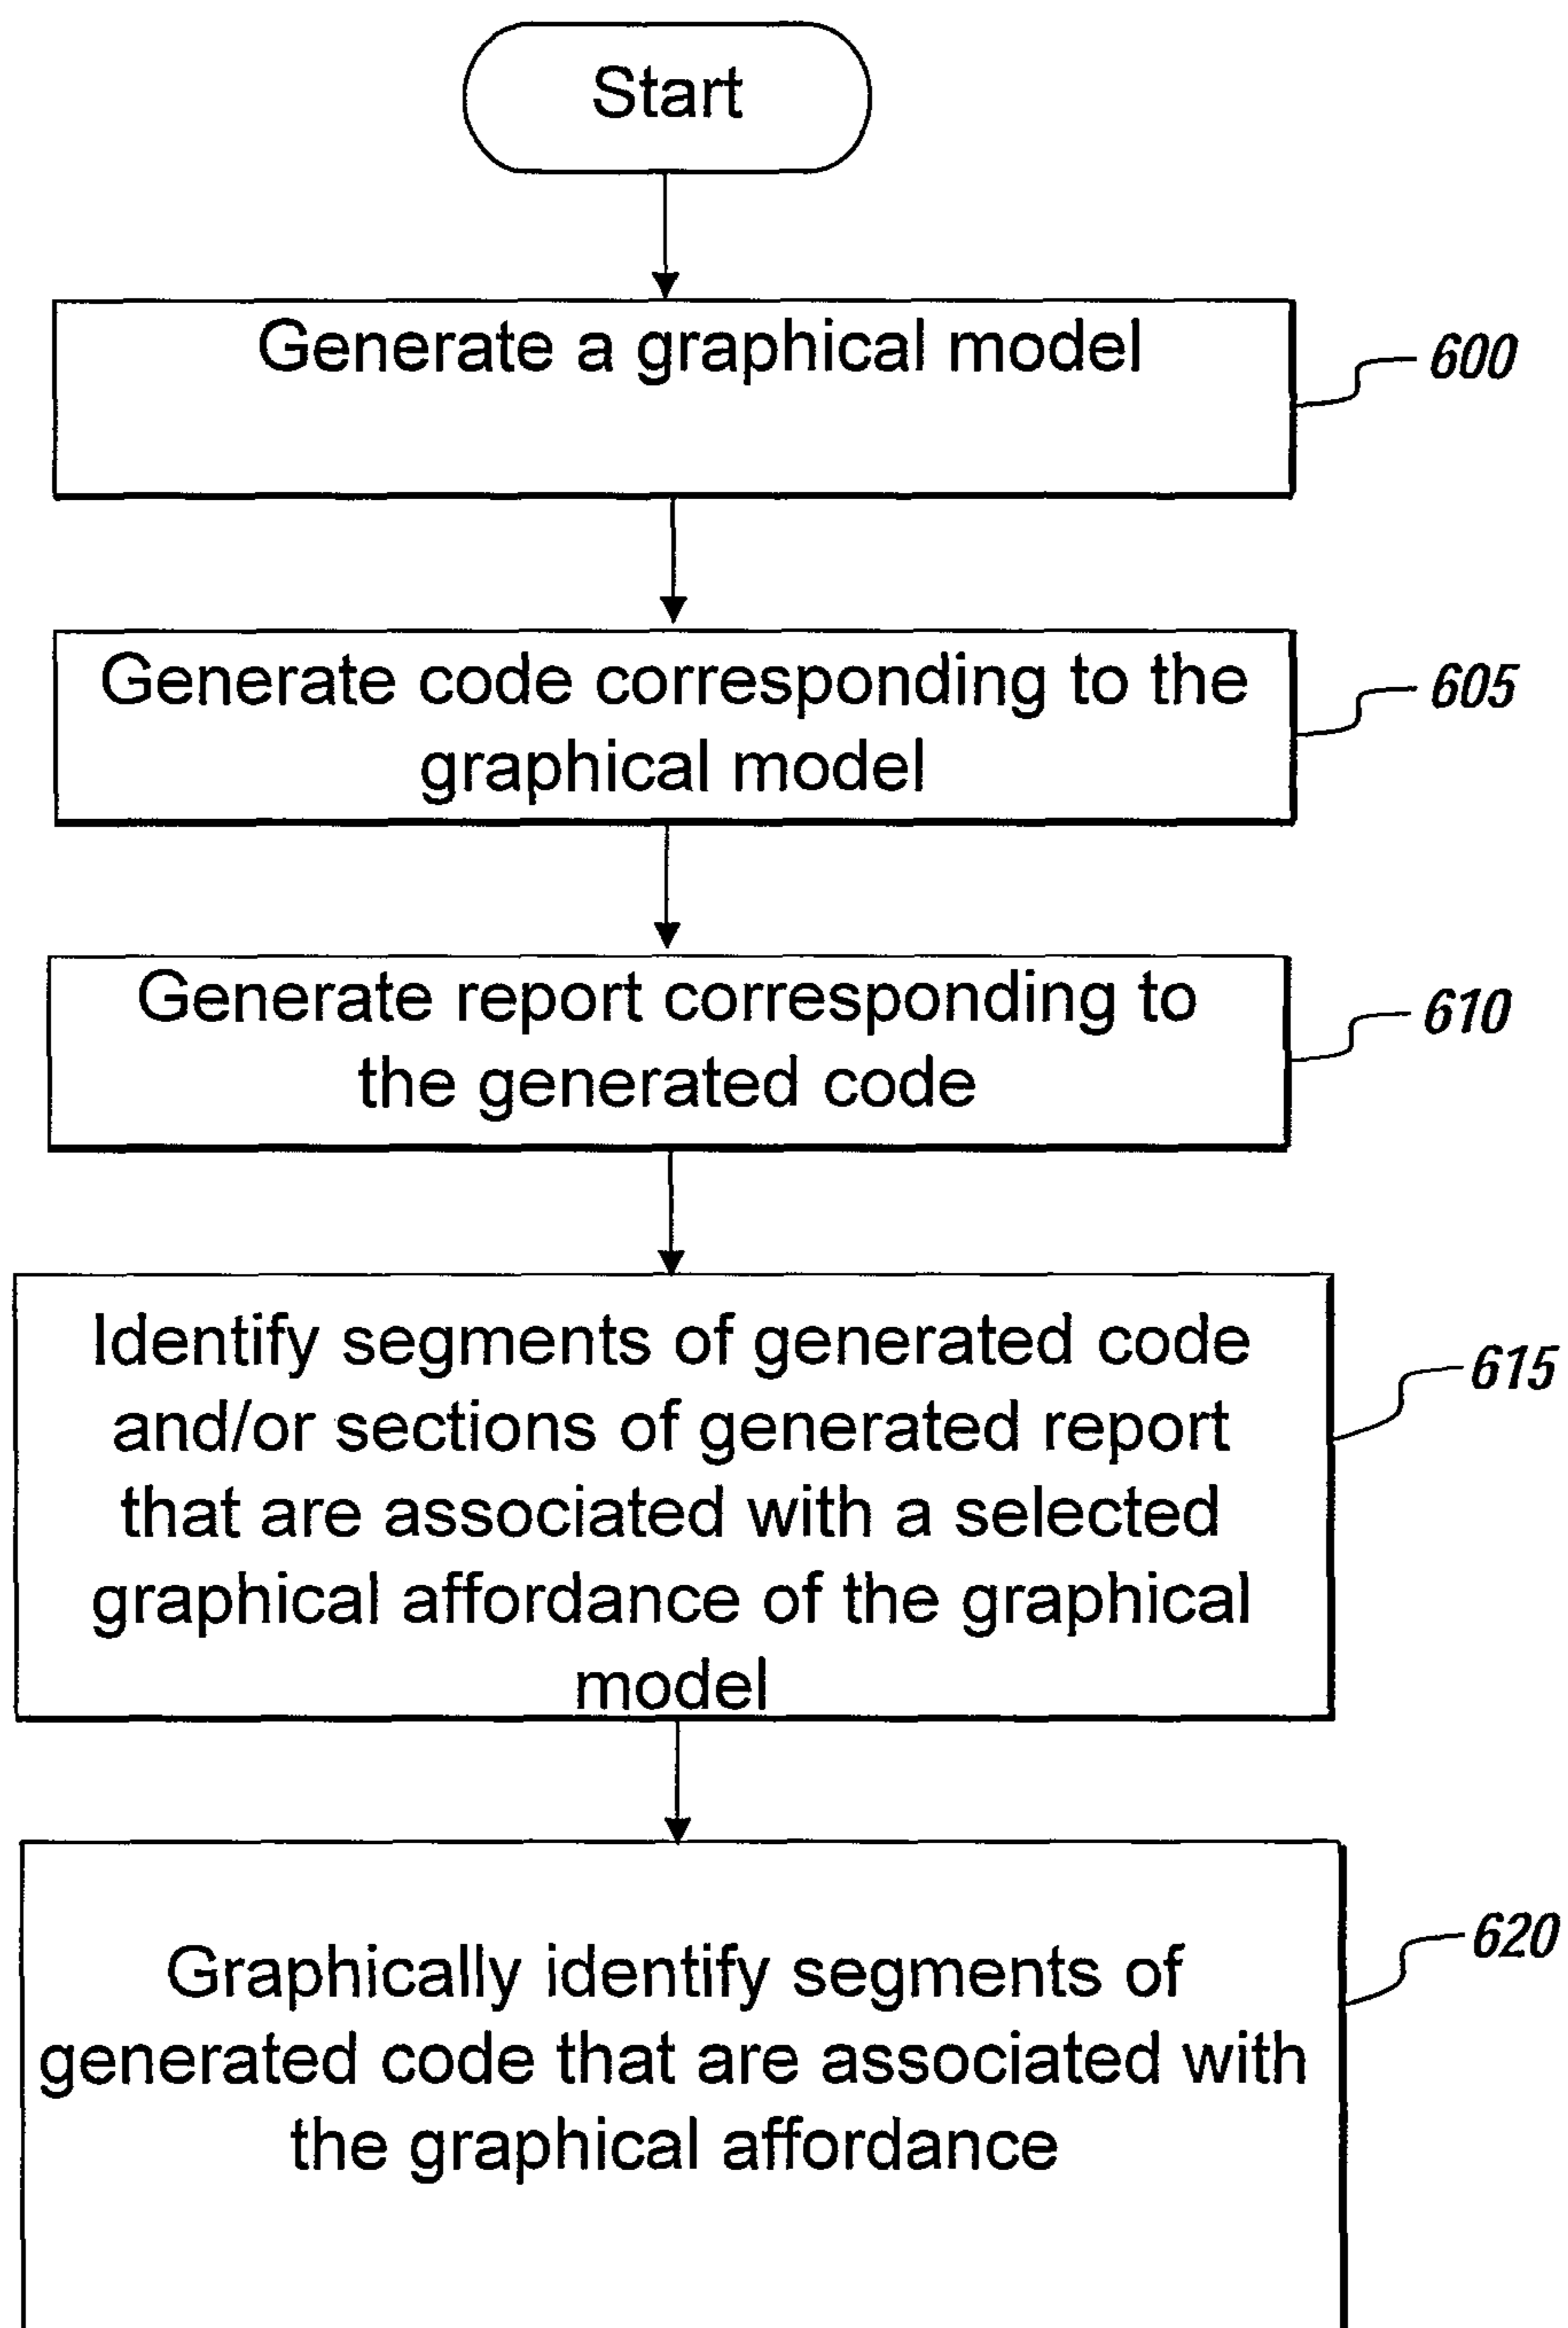 Start
Generate a graphical model
600
Generate code corresponding to the
graphical model
605
Generate report corresponding to
the generated code
610
Identify segments of generated code
and/or sections of generated report
that are associated with a selected
graphical affordance of the graphical
model
615
Graphically identify segments of
generated code that are associated with
the graphical affordance
620